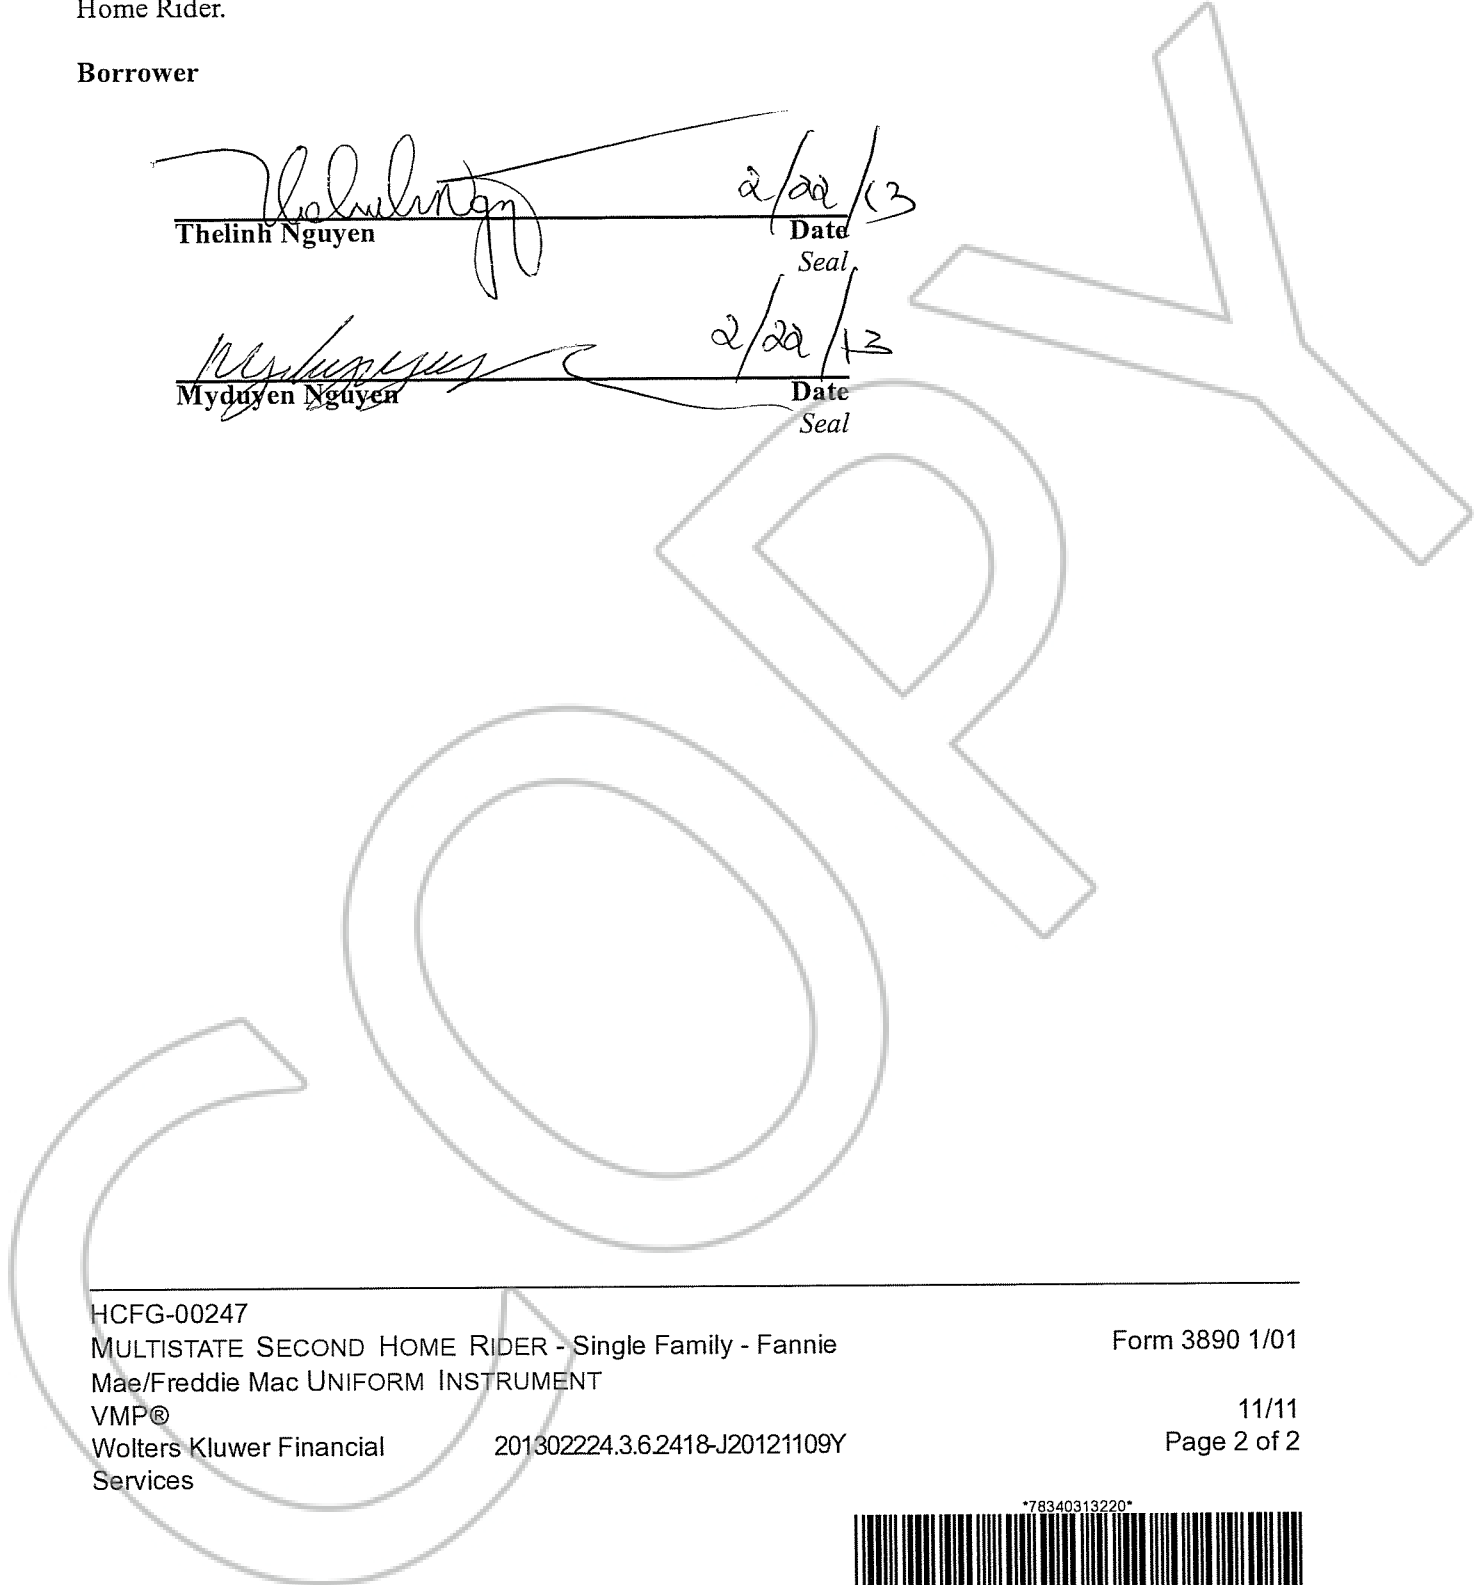 Home Rider.
Borrower
2/22/13
Thelinh Nguyen Date
Seal
2/22/13
Myduyen Nguyen Date
Seal
COPY
HCFG-00247
MULTISTATE SECOND HOME RIDER - Single Family - Fannie Form 3890 1/01
Mae/Freddie Mac UNIFORM INSTRUMENT
VMP® 11/11
Wolters Kluwer Financial 201302224.3.6.2418-J20121109Y Page 2 of 2
Services
*78340313220*